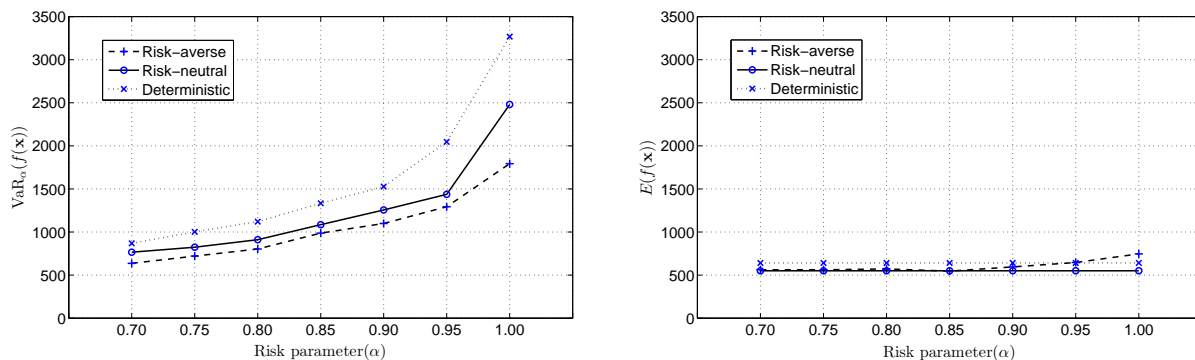 3500
3000
2500
2000
1500
1000
500
0
VaRα(f(x))
Risk-averse
Risk-neutral
Deterministic
0.70 0.75 0.80 0.85 0.90 0.95 1.00
Risk parameter(α)
3500
3000
2500
2000
1500
1000
500
0
E(f(x))
Risk-averse
Risk-neutral
Deterministic
0.70 0.75 0.80 0.85 0.90 0.95 1.00
Risk parameter(α)